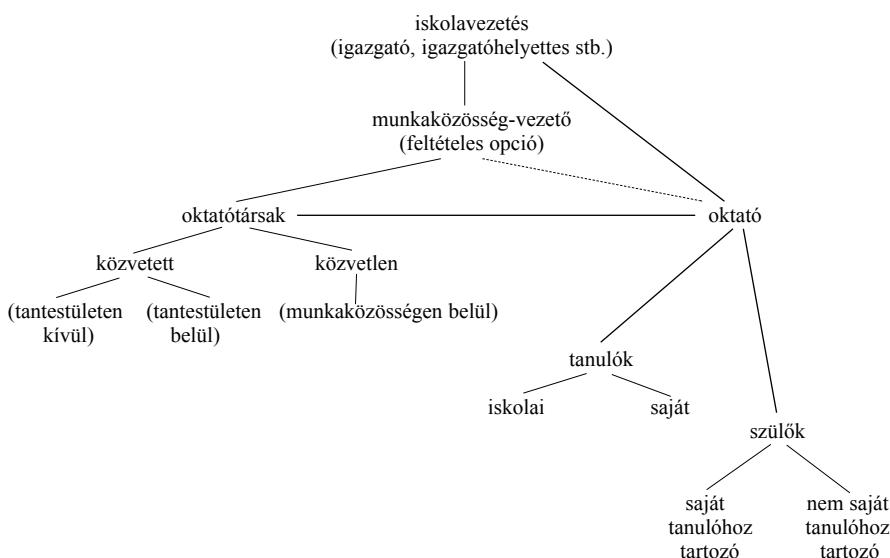 iskolavezetés
(igazgató, igazgatóhelyettes stb.)
munkaközösség-vezető
(feltételes opció)
oktatótársak
oktató
közvetett
közvetlen
(tantestületen
kívül)
(tantestületen
belül)
(munkaközösségen belül)
tanulók
iskolai
saját
szülők
saját
tanulóhoz
tartozó
nem saját
tanulóhoz
tartozó